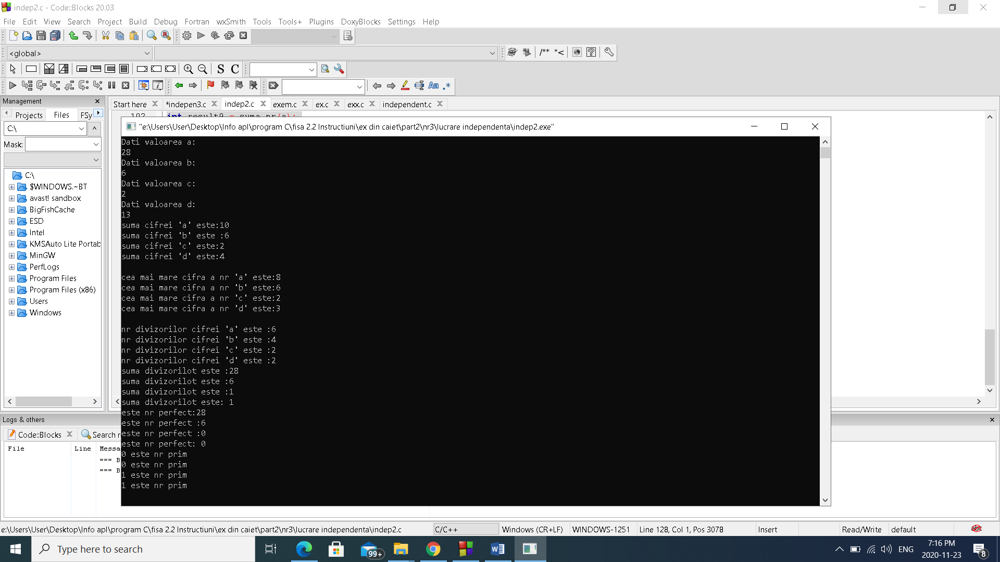 indep2.c - Code::Blocks 20.03
File Edit View Search Project Build Debug Fortran wxSmith Tools Tools+ Plugins DoxyBlocks Settings Help
<global>
/** *<
S C
Aa .*
Management
Start here *indepen3.c indep2.c exem.c ex.c exx.c independent.c
Projects Files FSy
102 int result9 = suma_nr(a);
C:\
Mask:
C:\
$WINDOWS.~BT
avast! sandbox
BigFishCache
ESD
Intel
KMSAuto Lite Portab
MinGW
PerfLogs
Program Files
Program Files (x86)
Users
Windows
"e:\Users\User\Desktop\Info apl\program C\fisa 2.2 Instructiuni\ex din caiet\part2\nr3\lucrare independenta\indep2.exe"
Dati valoarea a:
28
Dati valoarea b:
6
Dati valoarea c:
2
Dati valoarea d:
13
suma cifrei 'a' este:10
suma cifrei 'b' este :6
suma cifrei 'c' este:2
suma cifrei 'd' este:4
cea mai mare cifra a nr 'a' este:8
cea mai mare cifra a nr 'b' este:6
cea mai mare cifra a nr 'c' este:2
cea mai mare cifra a nr 'd' este:3
nr divizorilor cifrei 'a' este :6
nr divizorilor cifrei 'b' este :4
nr divizorilor cifrei 'c' este :2
nr divizorilor cifrei 'd' este :2
suma divizorilot este :28
suma divizorilot este :6
suma divizorilot este :1
suma divizorilot este: 1
este nr perfect:28
este nr perfect :6
este nr perfect :0
este nr perfect: 0
0 este nr prim
0 este nr prim
1 este nr prim
1 este nr prim
Logs & others
Code::Blocks Search r
File Line Messa
=== B
=== B
e:\Users\User\Desktop\Info apl\program C\fisa 2.2 Instructiuni\ex din caiet\part2\nr3\lucrare independenta\indep2.c C/C++ Windows (CR+LF) WINDOWS-1251 Line 128, Col 1, Pos 3078 Insert Read/Write default abc
Type here to search
99+
ENG
7:16 PM
2020-11-23
8